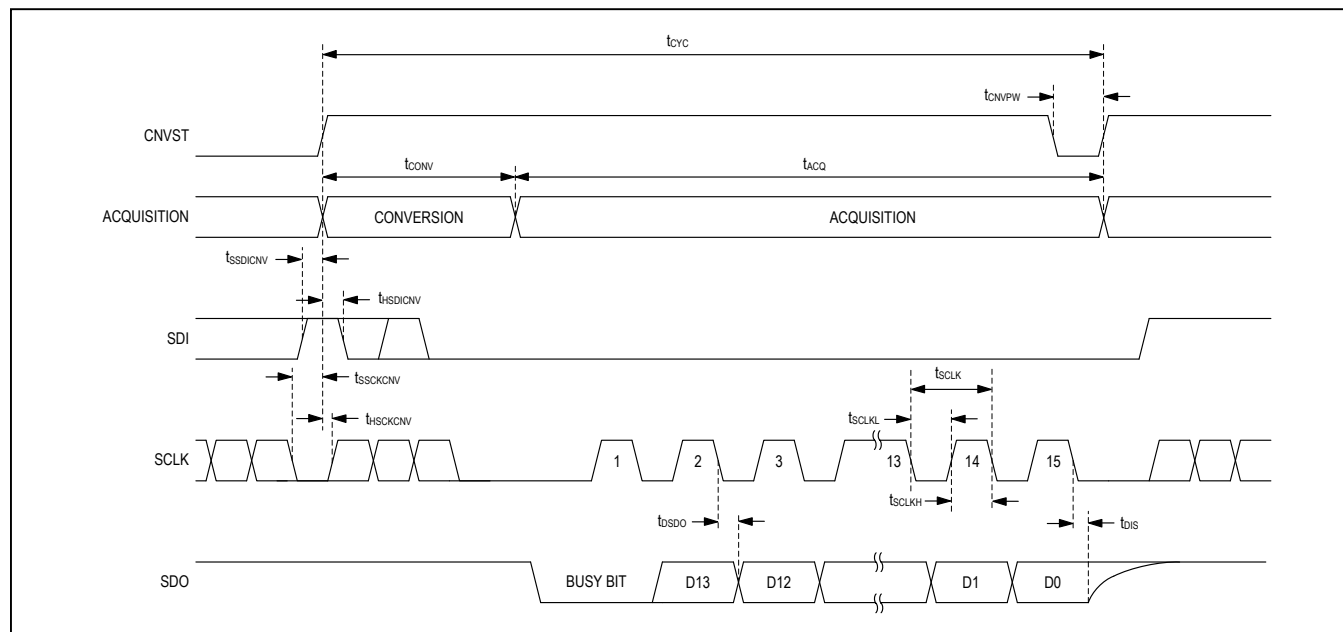 tCYC
tCNVPW
CNVST
tCONV
tACQ
ACQUISITION
CONVERSION
ACQUISITION
tSSDICNV
tHSDICNV
SDI
tSSCKCNV
tSCLK
tHSCKCNV
tSCLKL
SCLK
1
2
3
13
14
15
tSCLKH
tDSDO
tDIS
SDO
BUSY BIT
D13
D12
D1
D0